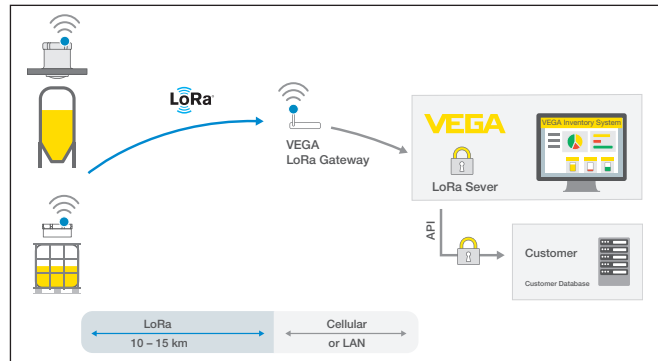 LoRa
VEGA
LoRa Gateway
VEGA
LoRa Sever
VEGA Inventory System
API
Customer
Customer Database
LoRa
10 – 15 km
Cellular
or LAN